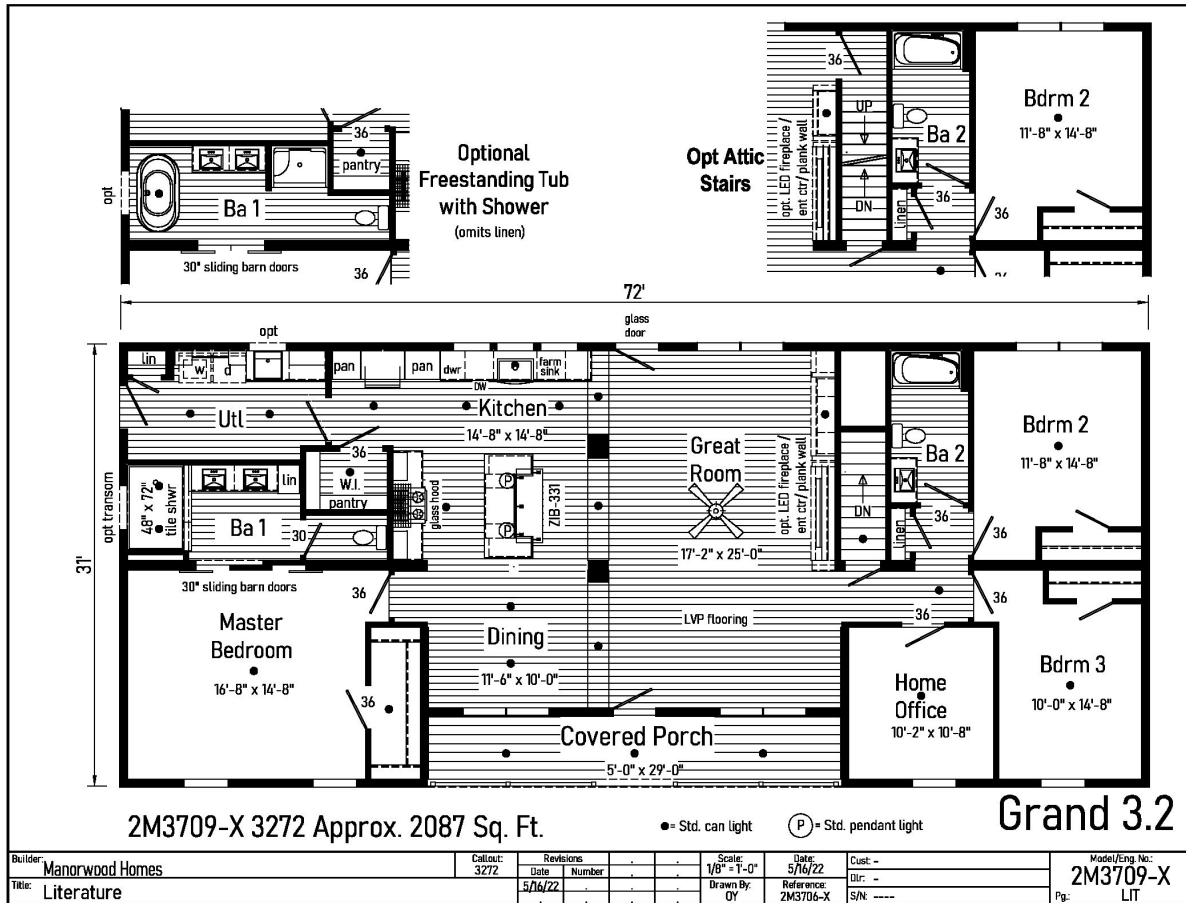 36
pantry
opt
Ba 1
30" sliding barn doors
36
Optional
Freestanding Tub
with Shower
(omits linen)
Opt Attic
Stairs
opt. LED fireplace /
ent ctr/ plank wall
36
UP
DN
Ba 2
linen
36
36
Bdrm 2
11'-8" x 14'-8"
36
72'
31'
opt
glass
door
lin
w
d
pan
pan
dwr
DW
farm
sink
Utl
Kitchen
14'-8" x 14'-8"
36
W.I.
pantry
glass hood
P
P
ZIB-331
Great
Room
17'-2" x 25'-0"
opt. LED fireplace /
ent ctr/ plank wall
DN
Ba 2
linen
36
36
Bdrm 2
11'-8" x 14'-8"
opt transom
48" x 72"
tile shwr
lin
Ba 1
30
30" sliding barn doors
36
Master
Bedroom
16'-8" x 14'-8"
36
Dining
11'-6" x 10'-0"
LVP flooring
36
Home
Office
10'-2" x 10'-8"
36
Bdrm 3
10'-0" x 14'-8"
Covered Porch
5'-0" x 29'-0"
2M3709-X 3272 Approx. 2087 Sq. Ft.
●= Std. can light
P = Std. pendant light
Grand 3.2
Builder:
Manorwood Homes
Title:
Literature
Callout:
3272
Revisions
Date Number
5/16/22
Scale:
1/8" = 1'-0"
Drawn By:
OY
Date:
5/16/22
Reference:
2M3706-X
Cust: -
Dlr: -
S/N: ----
Model/Eng. No.:
2M3709-X
Pg.: LIT